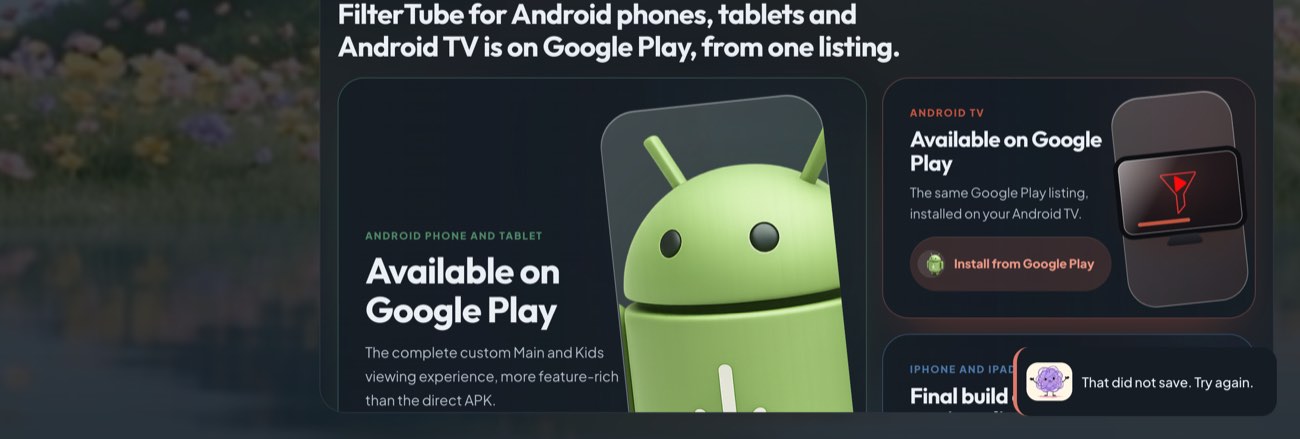 FilterTube for Android phones, tablets and
Android TV is on Google Play, from one listing.
ANDROID PHONE AND TABLET
Available on
Google Play
The complete custom Main and Kids
viewing experience, more feature-rich
than the direct APK.
ANDROID TV
Available on Google
Play
The same Google Play listing,
installed on your Android TV.
Install from Google Play
IPHONE AND IPAD
Final build
That did not save. Try again.